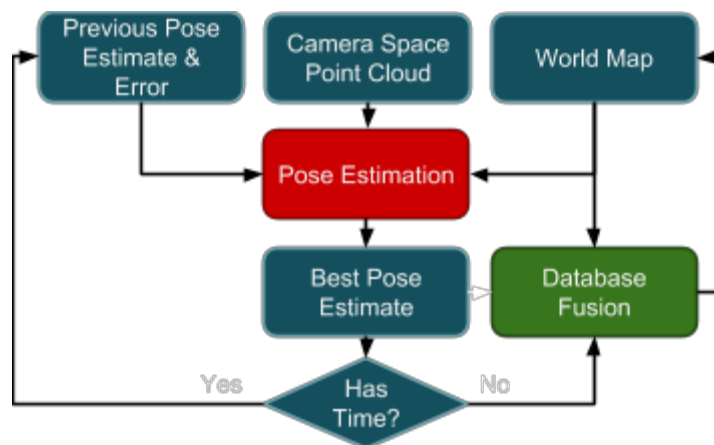 Previous Pose
Estimate &
Error
Camera Space
Point Cloud
World Map
Pose Estimation
Best Pose
Estimate
Database
Fusion
Yes
Has
Time?
No